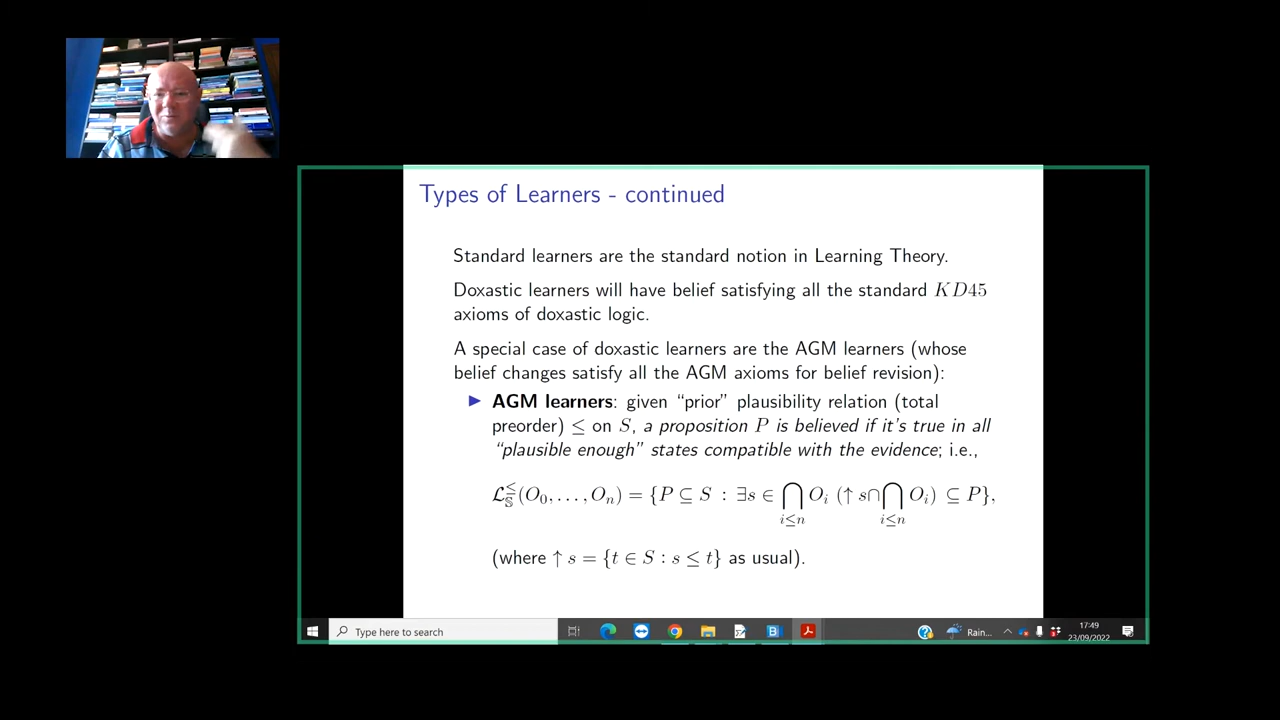 Types of Learners - continued
Standard learners are the standard notion in Learning Theory.
Doxastic learners will have belief satisfying all the standard KD45
axioms of doxastic logic.
A special case of doxastic learners are the AGM learners (whose
belief changes satisfy all the AGM axioms for belief revision):
▶ AGM learners: given “prior” plausibility relation (total
preorder) ≤ on S, a proposition P is believed if it's true in all
“plausible enough” states compatible with the evidence; i.e.,
𝓛≤𝕊(O₀, . . . , Oₙ) = {P ⊆ S : ∃s ∈ ⋂i≤n Oᵢ (↑ s∩⋂i≤n Oᵢ) ⊆ P},
(where ↑ s = {t ∈ S : s ≤ t} as usual).
Type here to search
Rain...
17:49
23/09/2022